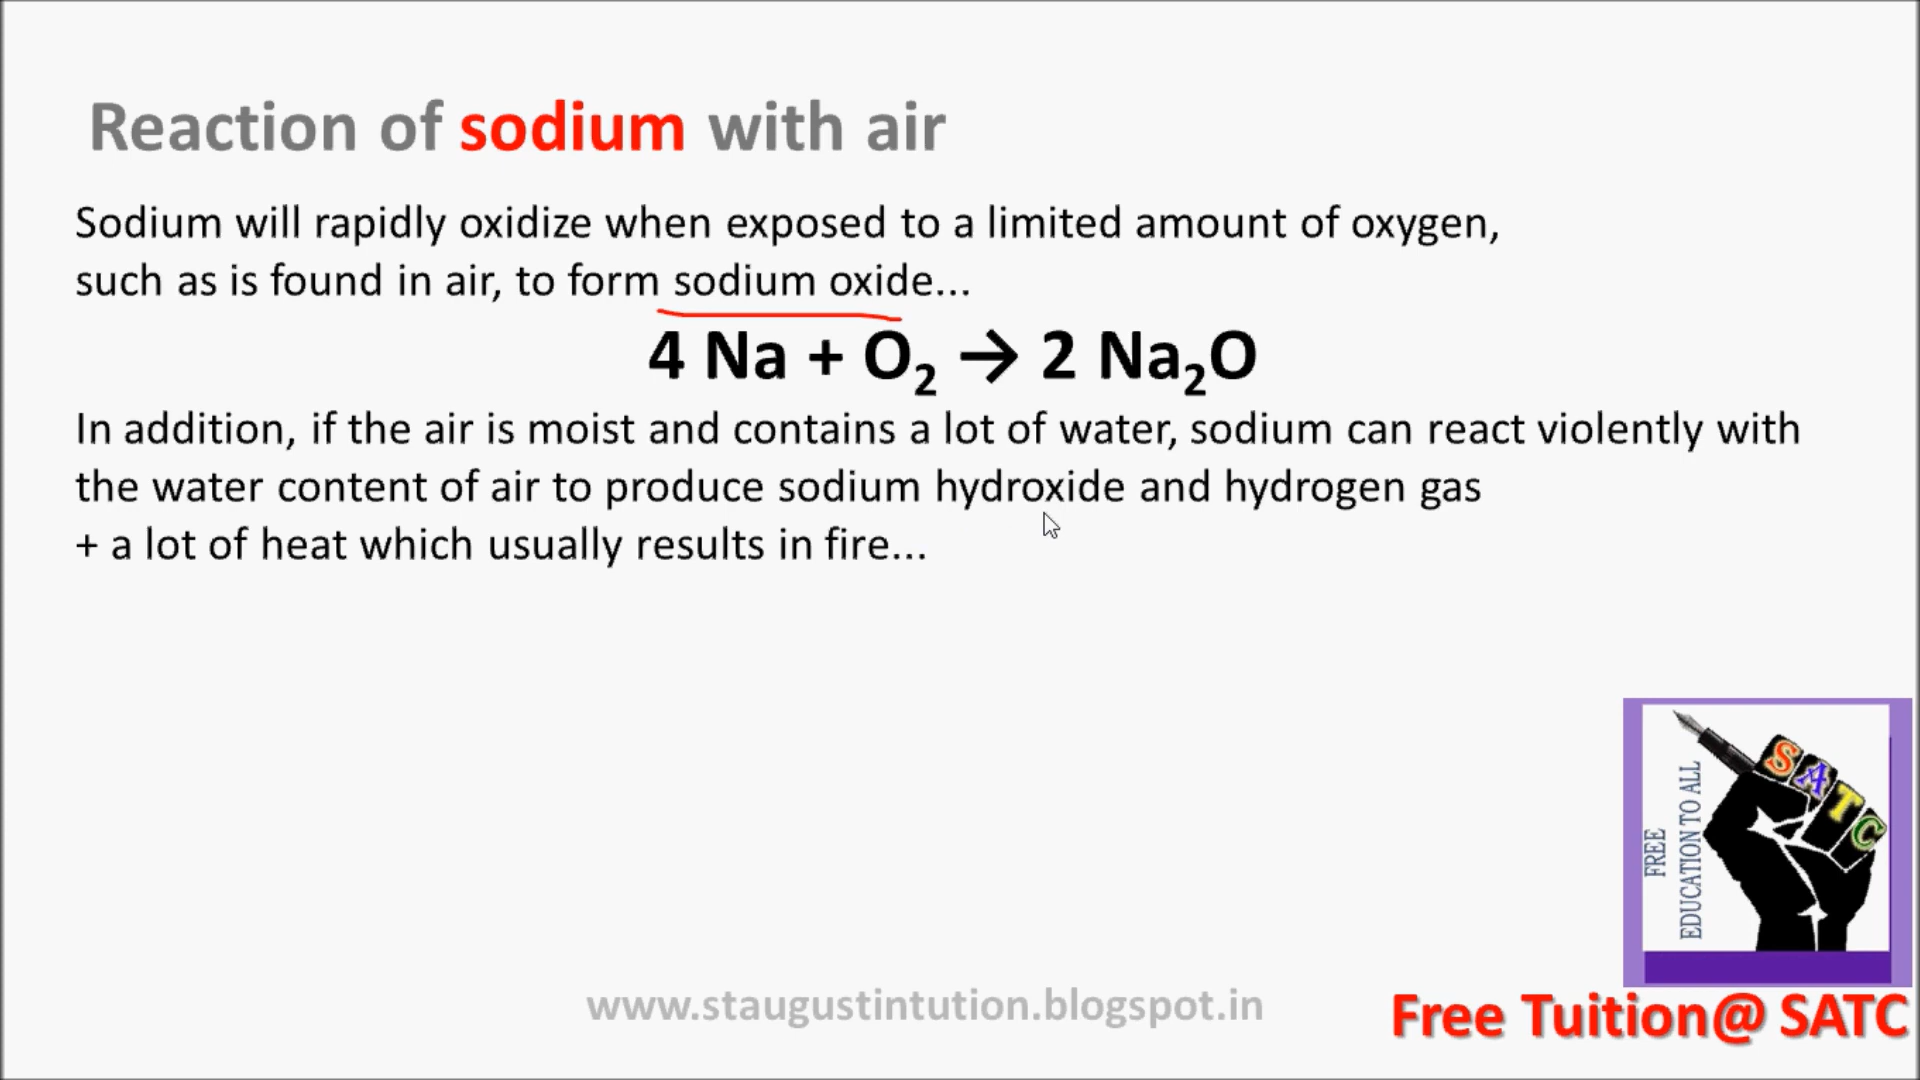 Reaction of sodium with air
Sodium will rapidly oxidize when exposed to a limited amount of oxygen,
such as is found in air, to form sodium oxide...
4 Na + O₂ → 2 Na₂O
In addition, if the air is moist and contains a lot of water, sodium can react violently with
the water content of air to produce sodium hydroxide and hydrogen gas
+ a lot of heat which usually results in fire...
FREE
EDUCATION TO ALL
SATC
www.staugustintution.blogspot.in
Free Tuition@ SATC